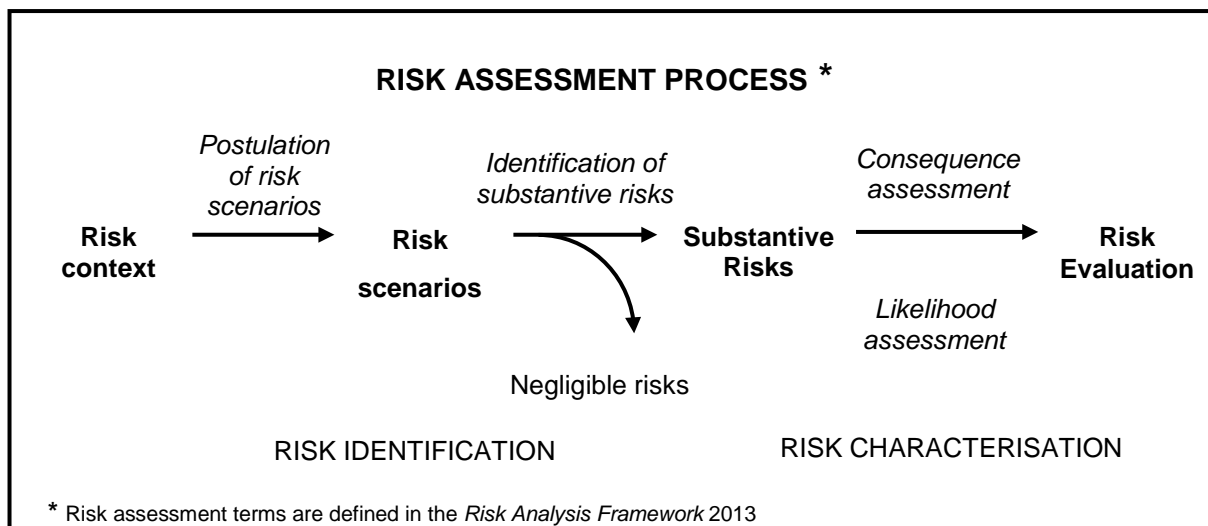 RISK ASSESSMENT PROCESS *
Postulation
of risk
scenarios
Identification of
substantive risks
Consequence
assessment
Risk
context
Risk
scenarios
Substantive
Risks
Risk
Evaluation
Likelihood
assessment
Negligible risks
RISK IDENTIFICATION
RISK CHARACTERISATION
* Risk assessment terms are defined in the Risk Analysis Framework 2013